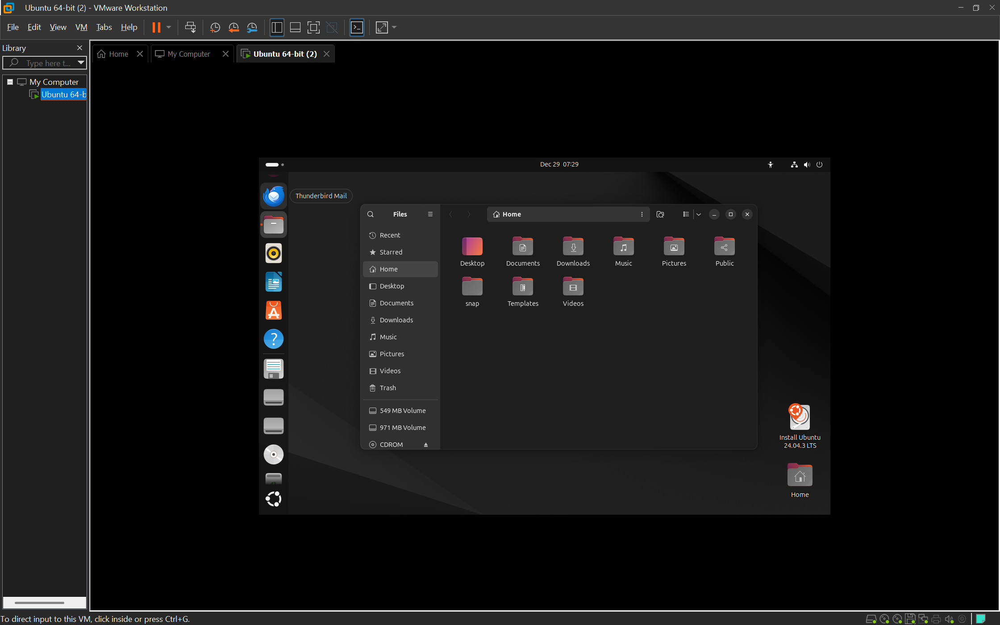 Ubuntu 64-bit (2) - VMware Workstation
File Edit View VM Tabs Help
Library
Type here t...
My Computer
Ubuntu 64-b
Home
My Computer
Ubuntu 64-bit (2)
Dec 29 07:29
Thunderbird Mail
Files
Home
Recent
Starred
Home
Desktop
Documents
Downloads
Music
Pictures
Videos
Trash
549 MB Volume
971 MB Volume
CDROM
Desktop
Documents
Downloads
Music
Pictures
Public
snap
Templates
Videos
Install Ubuntu
24.04.3 LTS
Home
To direct input to this VM, click inside or press Ctrl+G.